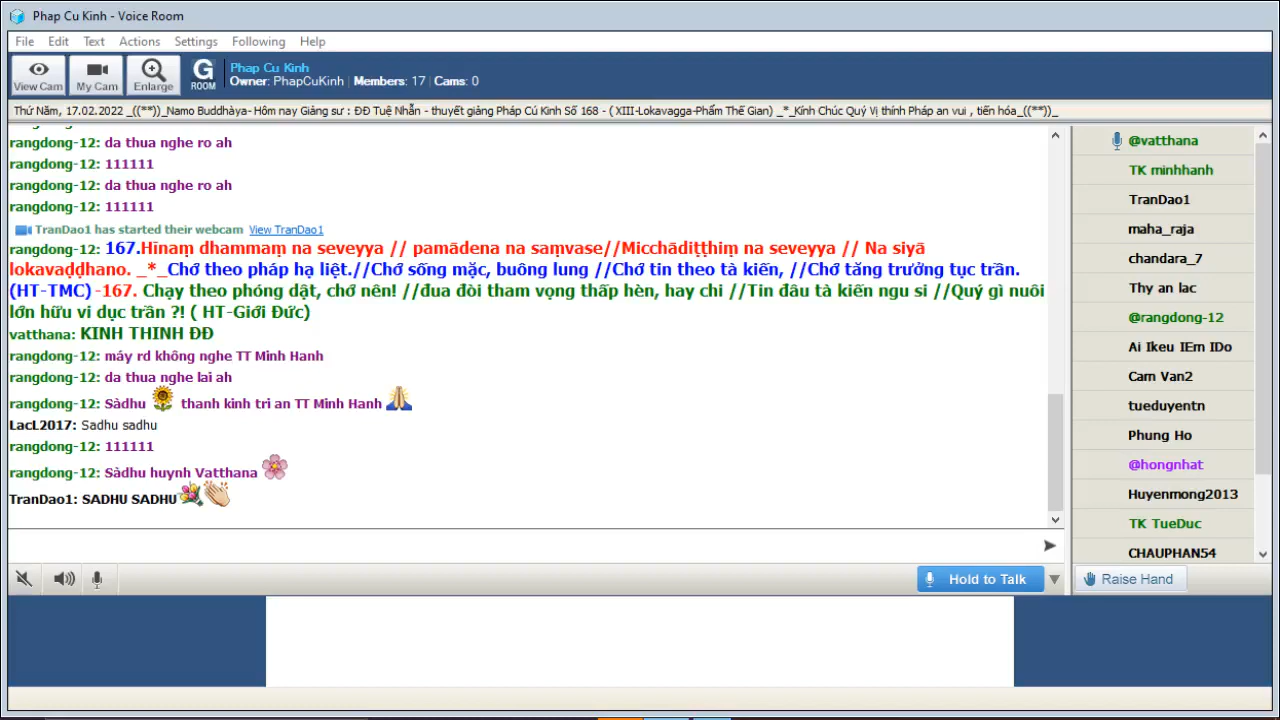 Phap Cu Kinh - Voice Room
File Edit Text Actions Settings Following Help
View Cam My Cam Enlarge G ROOM
Phap Cu Kinh
Owner: PhapCuKinh | Members: 17 | Cams: 0
Thứ Năm, 17.02.2022 _((**))_Namo Buddhàya- Hôm nay Giảng sư : ĐĐ Tuệ Nhẫn - thuyết giảng Pháp Cú Kinh Số 168 - ( XIII-Lokavagga-Phẩm Thế Gian) _*_Kính Chúc Quý Vị thính Pháp an vui , tiến hóa_((**))_
rangdong-12: da thua nghe ro ah
rangdong-12: 111111
rangdong-12: da thua nghe ro ah
rangdong-12: 111111
TranDao1 has started their webcam View TranDao1
rangdong-12: 167.Hīnaṃ dhammaṃ na seveyya // pamādena na saṃvase//Micchādiṭṭhiṃ na seveyya // Na siyā
lokavaḍḍhano. _*_Chớ theo pháp hạ liệt.//Chớ sống mặc, buông lung //Chớ tin theo tà kiến, //Chớ tăng trưởng tục trần.
(HT-TMC) -167. Chạy theo phóng dật, chớ nên! //đua đòi tham vọng thấp hèn, hay chi //Tin đâu tà kiến ngu si //Quý gì nuôi
lớn hữu vi dục trần ?! ( HT-Giới Đức)
vatthana: KINH THINH ĐĐ
rangdong-12: máy rd không nghe TT Minh Hanh
rangdong-12: da thua nghe lai ah
rangdong-12: Sàdhu thanh kinh tri an TT Minh Hanh
LacL2017: Sadhu sadhu
rangdong-12: 111111
rangdong-12: Sàdhu huynh Vatthana
TranDao1: SADHU SADHU
@vatthana
TK minhhanh
TranDao1
maha_raja
chandara_7
Thy an lac
@rangdong-12
Ai Ikeu IEm IDo
Cam Van2
tueduyentn
Phung Ho
@hongnhat
Huyenmong2013
TK TueDuc
CHAUPHAN54
Hold to Talk
Raise Hand